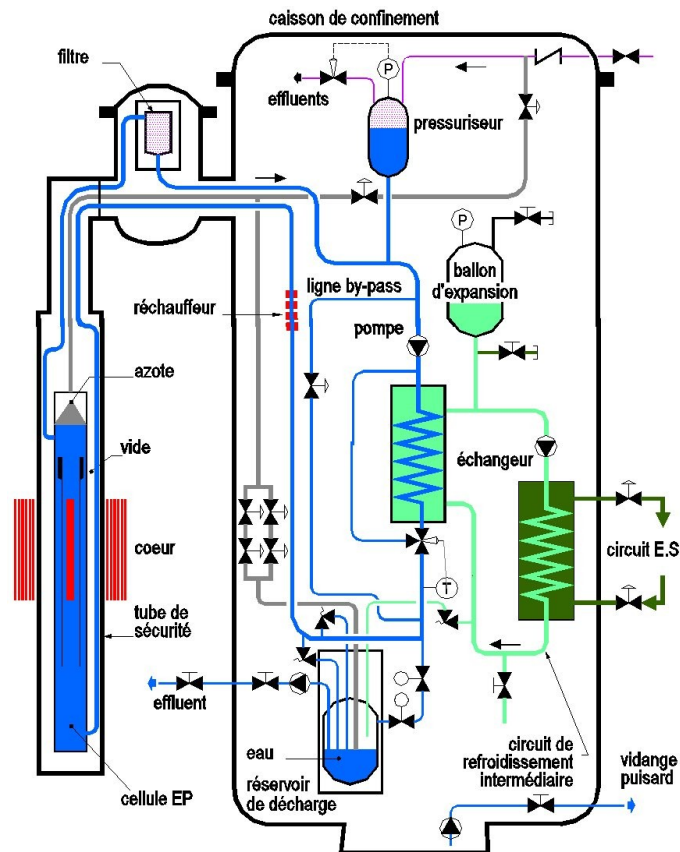 caisson de confinement
filtre
P
effluents
pressuriseur
P
ballon
d'expansion
ligne by-pass
réchauffeur
pompe
azote
vide
échangeur
coeur
circuit E.S
T
tube de
sécurité
effluent
eau
circuit de
refroidissement
intermédiaire
vidange
puisard
réservoir
de décharge
cellule EP